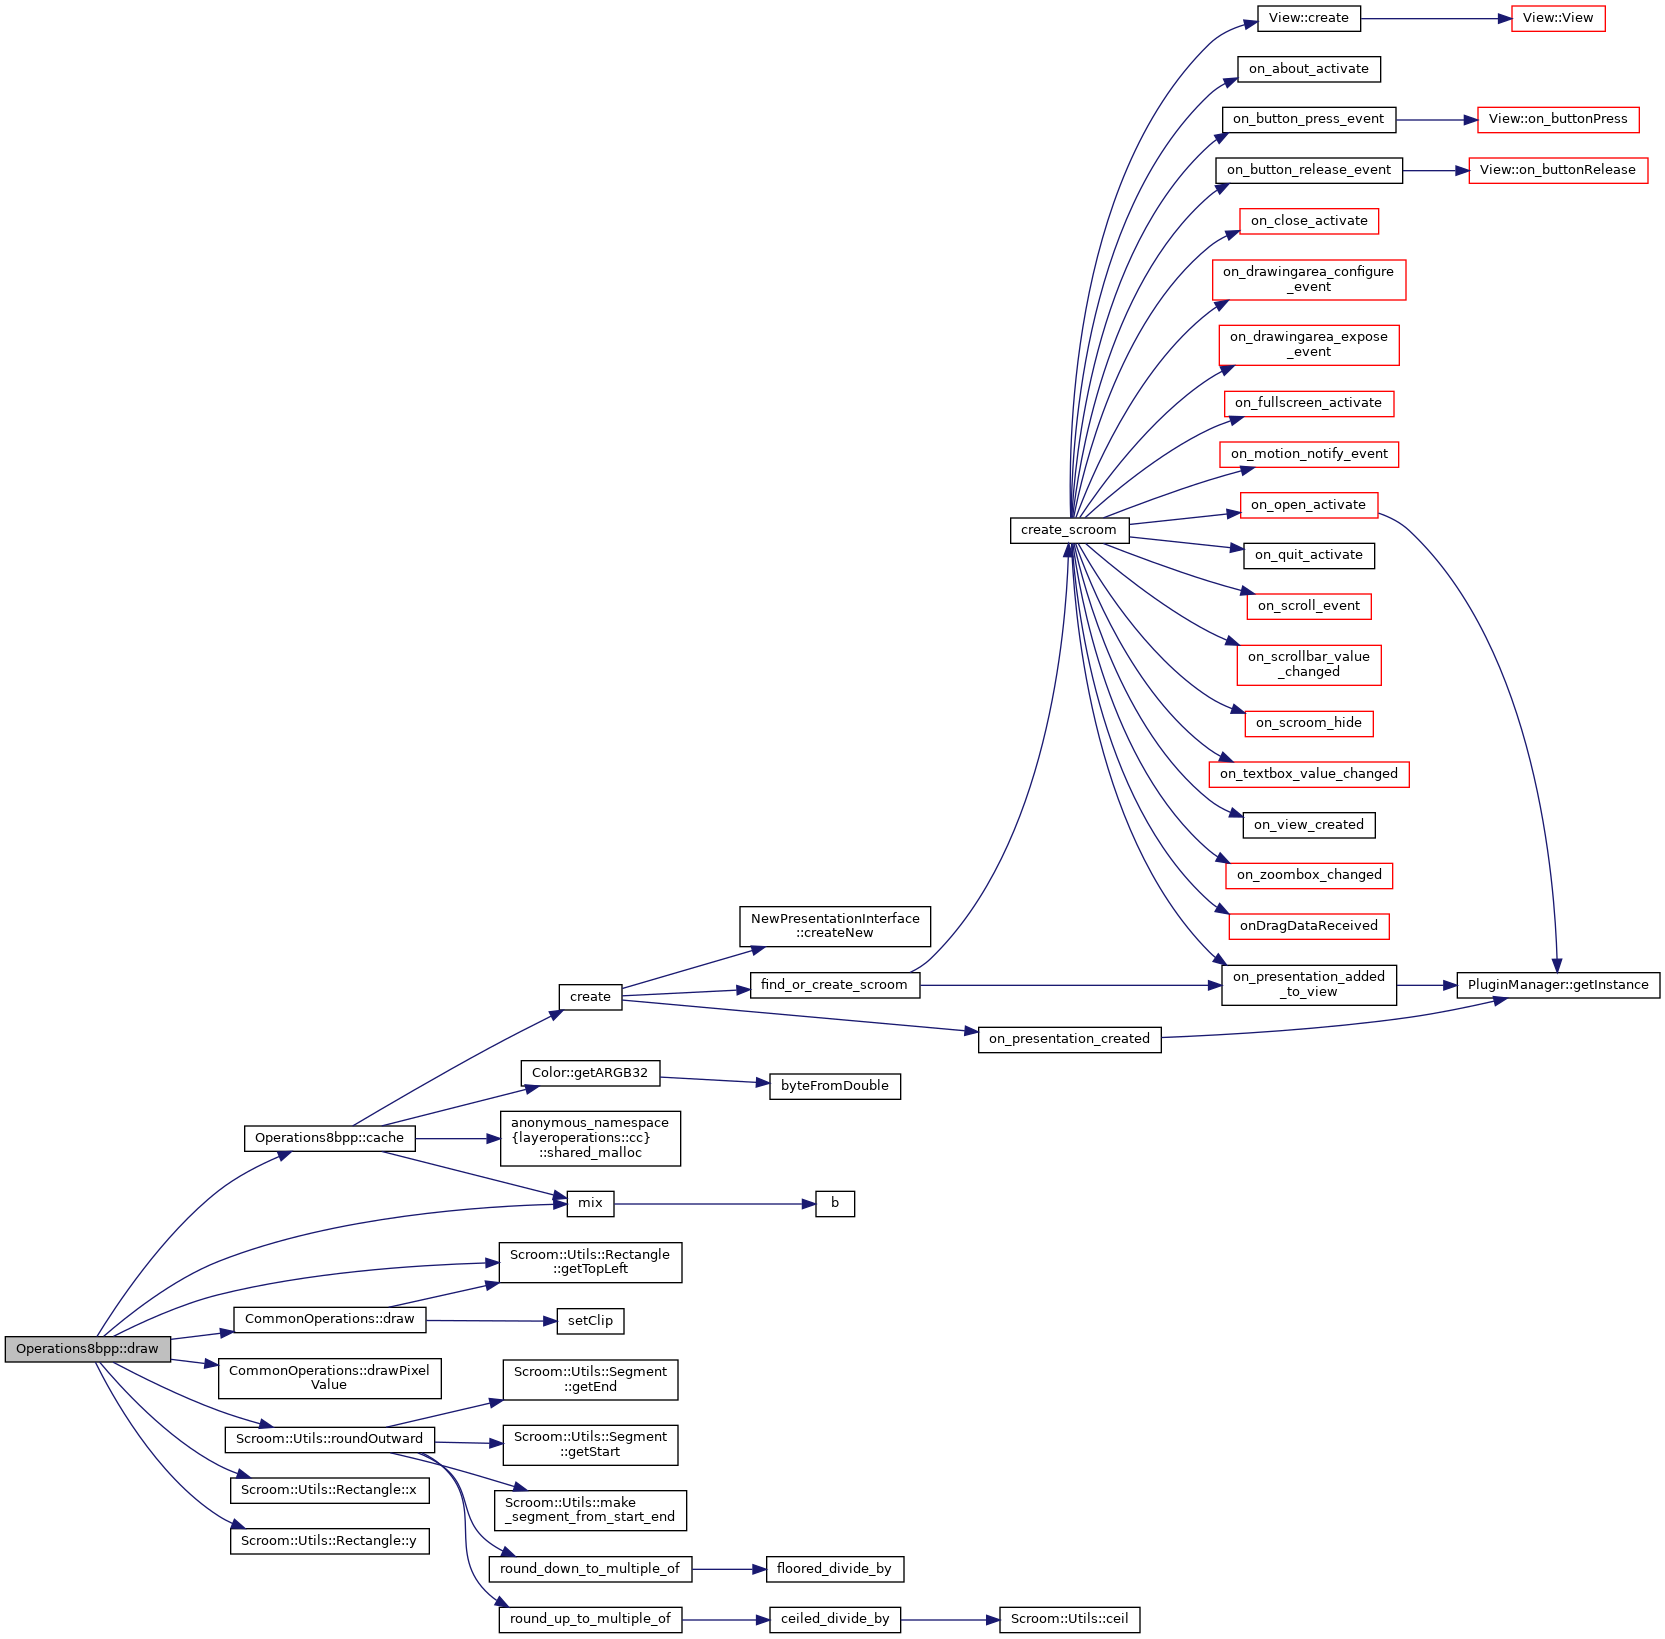 View::create
View::View
on_about_activate
on_button_press_event
View::on_buttonPress
on_button_release_event
View::on_buttonRelease
on_close_activate
on_drawingarea_configure
_event
on_drawingarea_expose
_event
on_fullscreen_activate
on_motion_notify_event
on_open_activate
create_scroom
on_quit_activate
on_scroll_event
on_scrollbar_value
_changed
on_scroom_hide
on_textbox_value_changed
on_view_created
on_zoombox_changed
NewPresentationInterface
::createNew
onDragDataReceived
create
find_or_create_scroom
on_presentation_added
_to_view
PluginManager::getInstance
on_presentation_created
Color::getARGB32
byteFromDouble
Operations8bpp::cache
anonymous_namespace
{layeroperations::cc}
::shared_malloc
mix
b
Scroom::Utils::Rectangle
::getTopLeft
CommonOperations::draw
setClip
Operations8bpp::draw
CommonOperations::drawPixel
Value
Scroom::Utils::Segment
::getEnd
Scroom::Utils::roundOutward
Scroom::Utils::Segment
::getStart
Scroom::Utils::Rectangle::x
Scroom::Utils::make
_segment_from_start_end
Scroom::Utils::Rectangle::y
round_down_to_multiple_of
floored_divide_by
round_up_to_multiple_of
ceiled_divide_by
Scroom::Utils::ceil